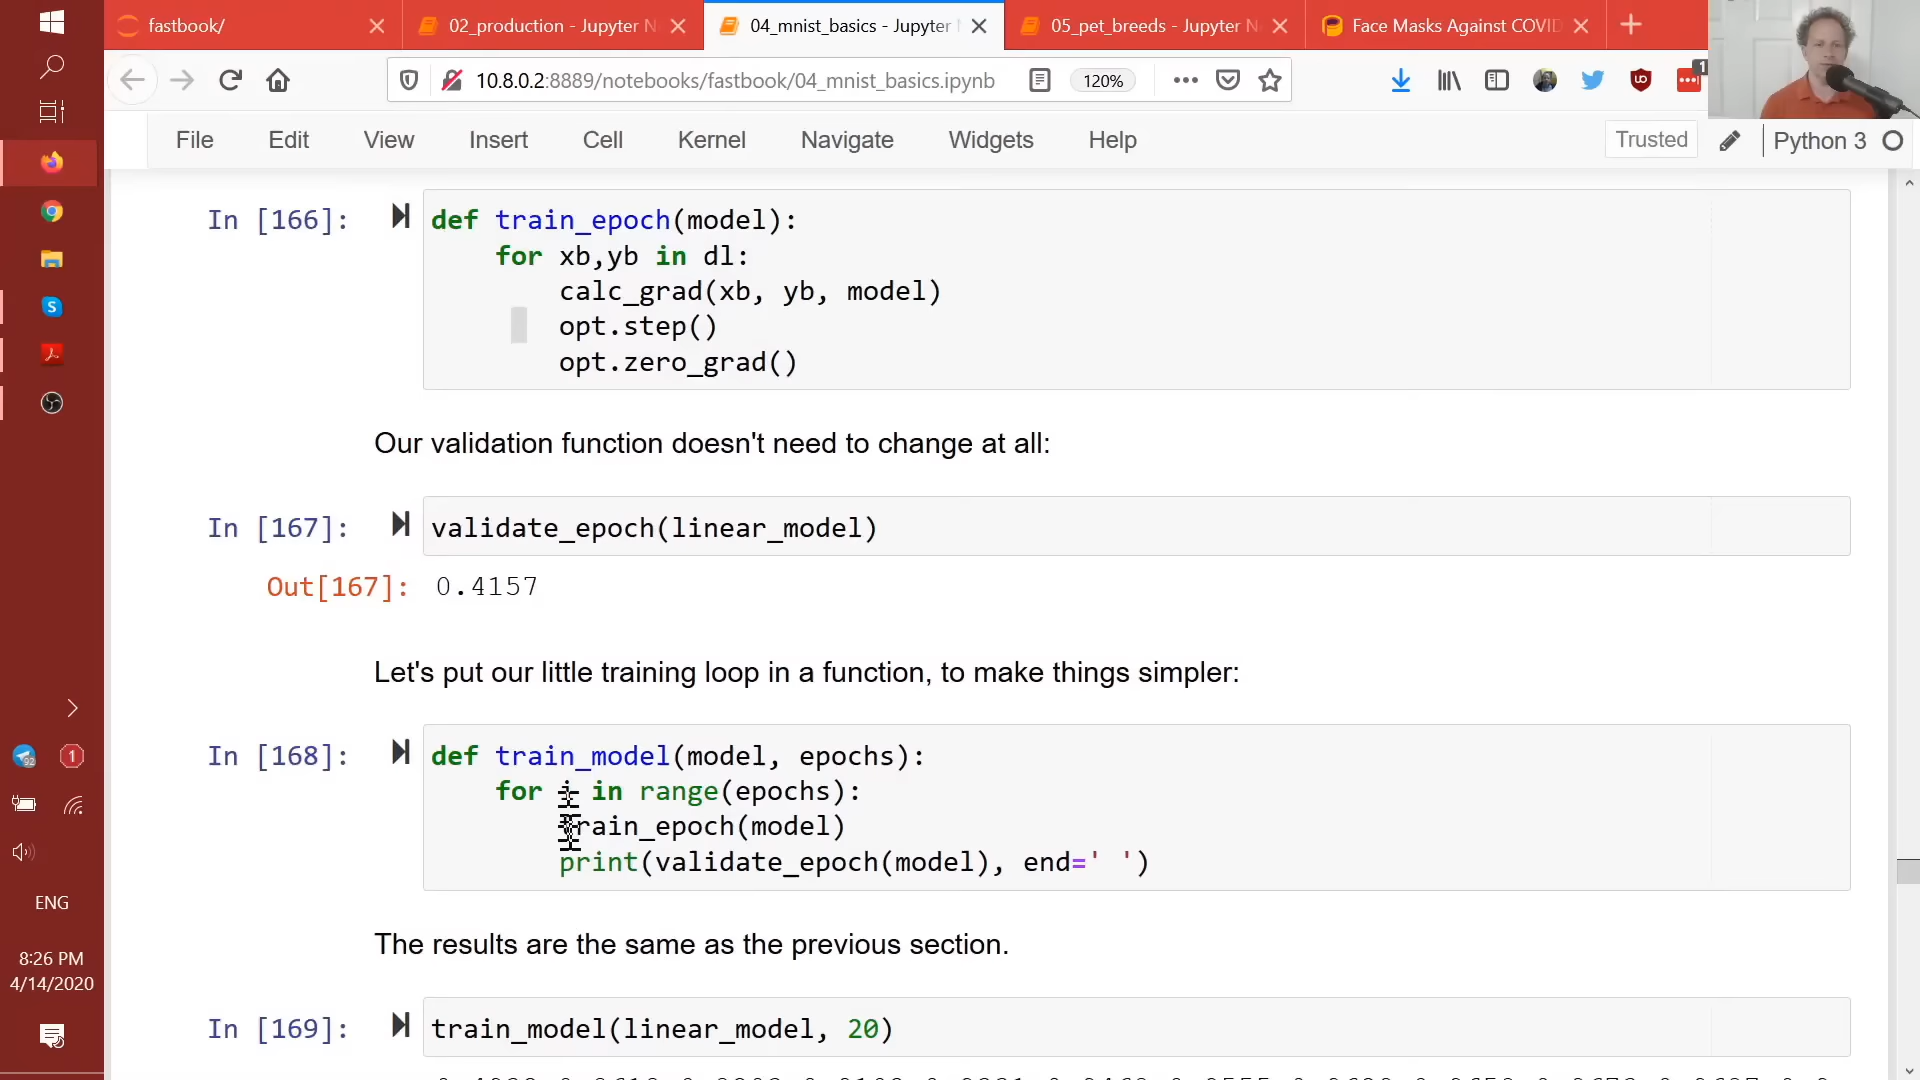 fastbook/
02_production - Jupyter N
04_mnist_basics - Jupyter
05_pet_breeds - Jupyter N
Face Masks Against COVID
10.8.0.2:8889/notebooks/fastbook/04_mnist_basics.ipynb
120%
1
File Edit View Insert Cell Kernel Navigate Widgets Help
Trusted
Python 3
In [166]:
def train_epoch(model):
for xb,yb in dl:
calc_grad(xb, yb, model)
opt.step()
opt.zero_grad()
Our validation function doesn't need to change at all:
In [167]:
validate_epoch(linear_model)
Out[167]:
0.4157
Let's put our little training loop in a function, to make things simpler:
In [168]:
def train_model(model, epochs):
for i in range(epochs):
train_epoch(model)
print(validate_epoch(model), end=' ')
The results are the same as the previous section.
In [169]:
train_model(linear_model, 20)
92
1
ENG
8:26 PM
4/14/2020